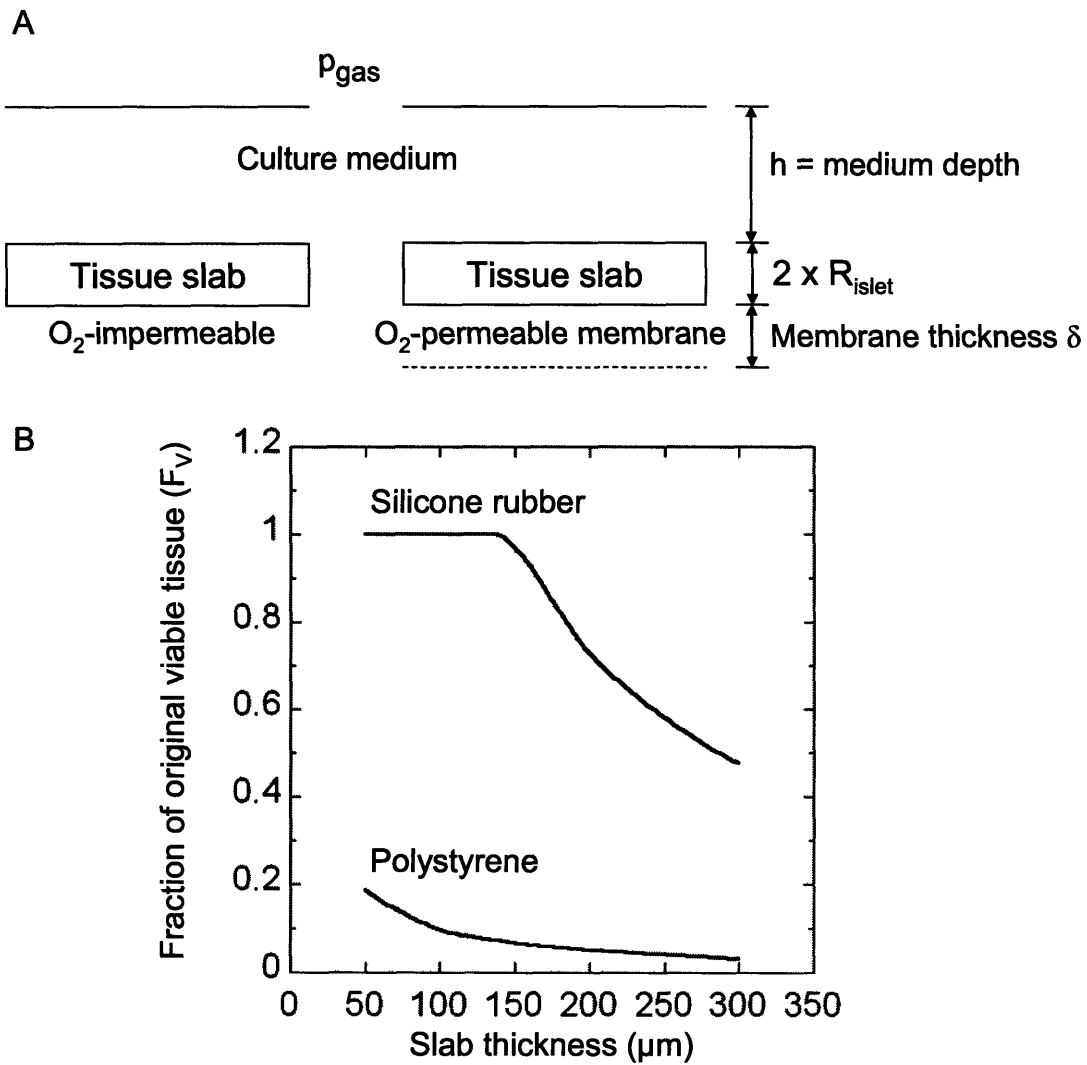 A
p_gas
Culture medium
h = medium depth
Tissue slab
Tissue slab
2 x R_islet
O₂-impermeable
O₂-permeable membrane
Membrane thickness δ
B
Fraction of original viable tissue (F_V)
1.2
1
0.8
0.6
0.4
0.2
0
Silicone rubber
Polystyrene
0 50 100 150 200 250 300 350
Slab thickness (µm)